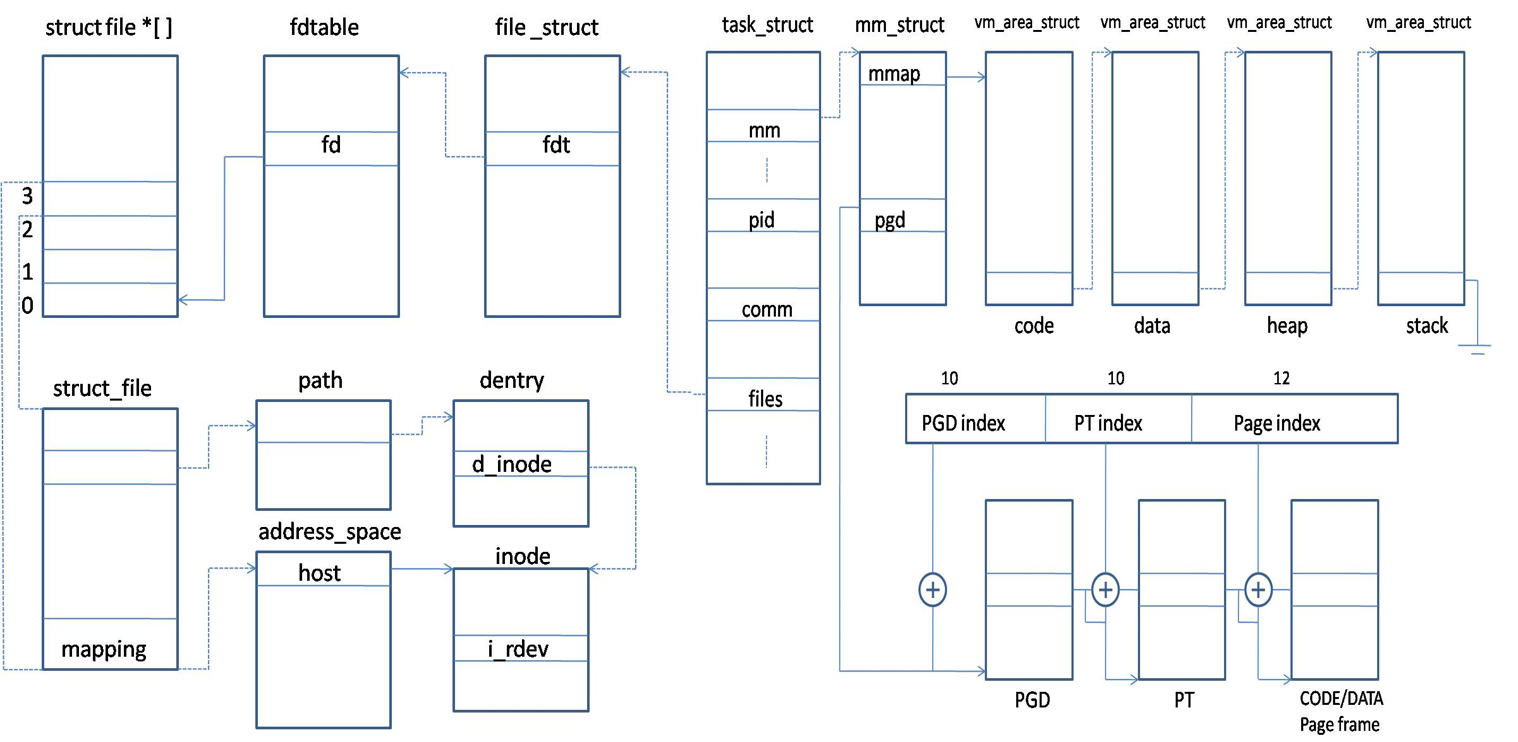 struct file *[ ]
fdtable
file_struct
task_struct
mm_struct
vm_area_struct
vm_area_struct
vm_area_struct
vm_area_struct
fd
fdt
3
2
1
0
mm
pid
comm
files
mmap
pgd
code
data
heap
stack
struct_file
path
dentry
d_inode
address_space
host
inode
i_rdev
mapping
10
10
12
PGD index
PT index
Page index
+
+
+
PGD
PT
CODE/DATA
Page frame